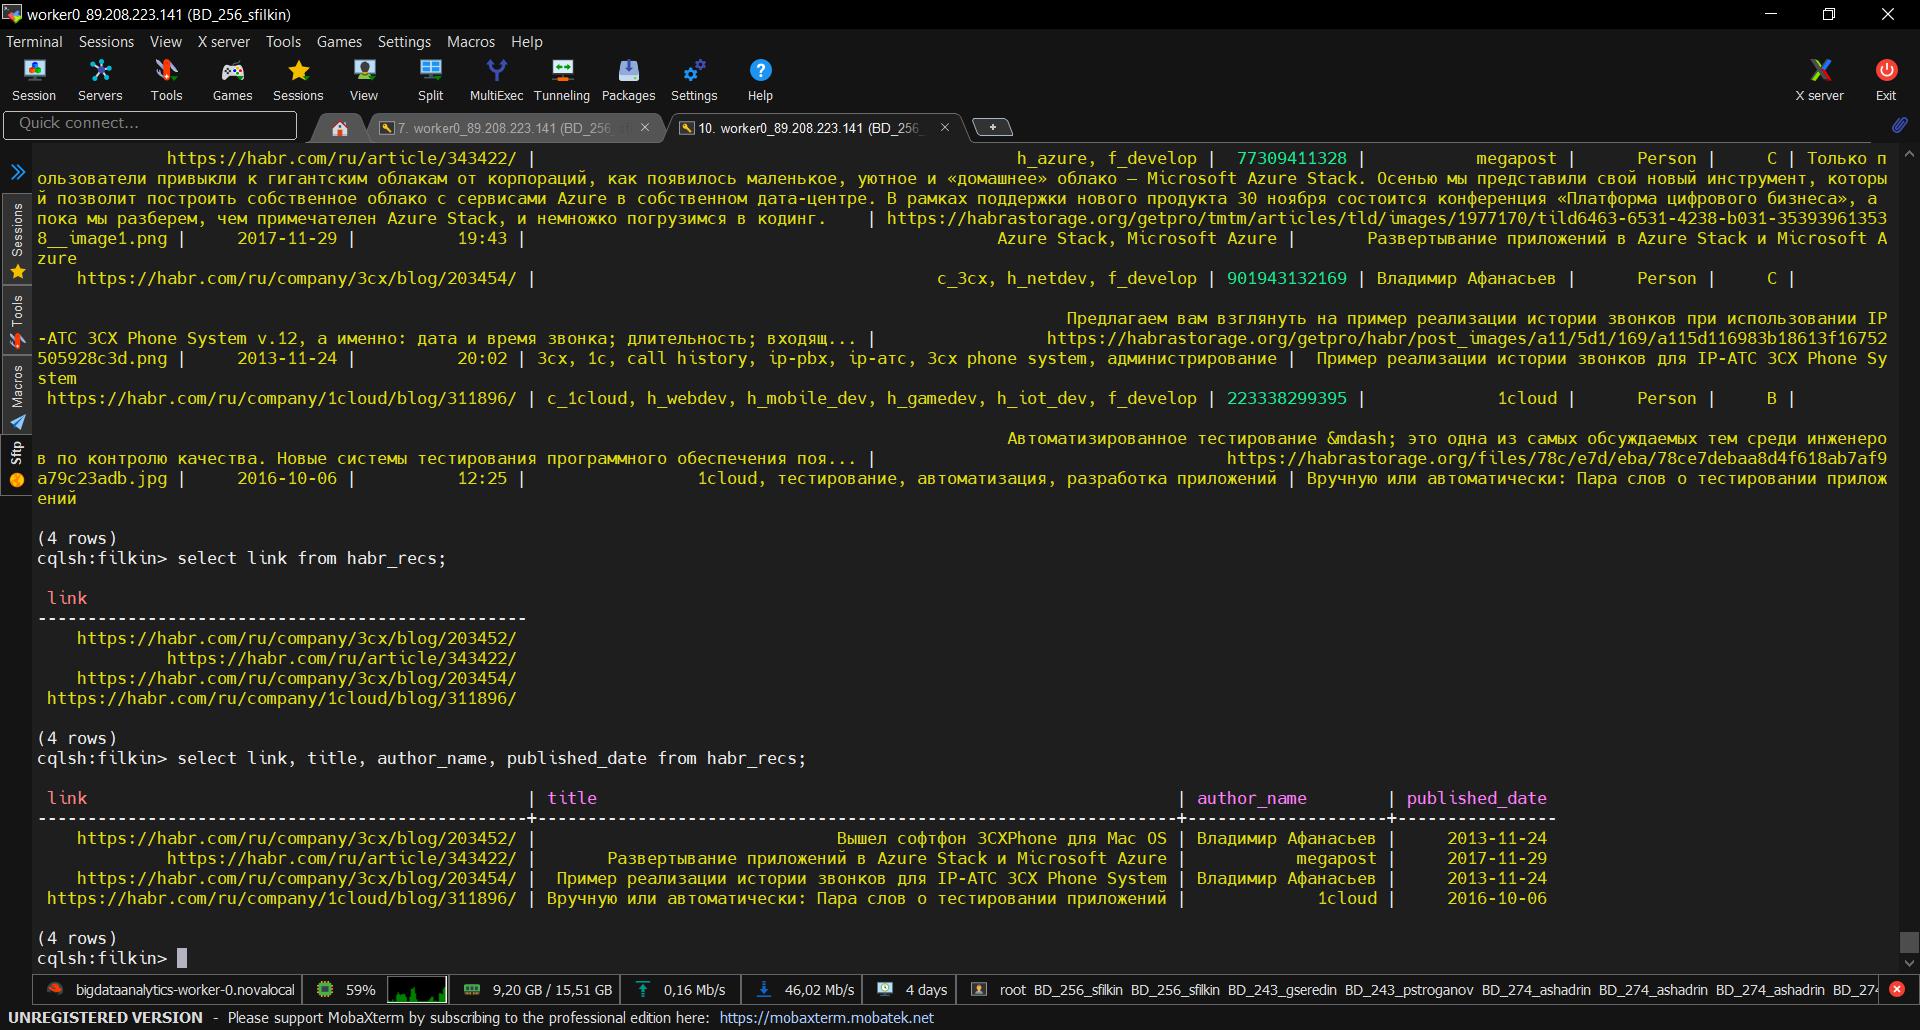 worker0_89.208.223.141 (BD_256_sfilkin)
Terminal Sessions View X server Tools Games Settings Macros Help
Session Servers Tools Games Sessions View Split MultiExec Tunneling Packages Settings Help X server Exit
Quick connect...
7. worker0_89.208.223.141 (BD_256_sfi
10. worker0_89.208.223.141 (BD_256_
Sessions
Tools
Macros
Sftp
https://habr.com/ru/article/343422/ | h_azure, f_develop | 77309411328 | megapost | Person | C | Только п
ользователи привыкли к гигантским облакам от корпораций, как появилось маленькое, уютное и «домашнее» облако — Microsoft Azure Stack. Осенью мы представили свой новый инструмент, которы
й позволит построить собственное облако с сервисами Azure в собственном дата-центре. В рамках поддержки нового продукта 30 ноября состоится конференция «Платформа цифрового бизнеса», а
пока мы разберем, чем примечателен Azure Stack, и немножко погрузимся в кодинг. | https://habrastorage.org/getpro/tmtm/articles/tld/images/1977170/tild6463-6531-4238-b031-35393961353
8__image1.png | 2017-11-29 | 19:43 | Azure Stack, Microsoft Azure | Развертывание приложений в Azure Stack и Microsoft A
zure
https://habr.com/ru/company/3cx/blog/203454/ | c_3cx, h_netdev, f_develop | 901943132169 | Владимир Афанасьев | Person | C |
Предлагаем вам взглянуть на пример реализации истории звонков при использовании IP
-АТС 3CX Phone System v.12, а именно: дата и время звонка; длительность; входящ... | https://habrastorage.org/getpro/habr/post_images/a11/5d1/169/a115d116983b18613f16752
505928c3d.png | 2013-11-24 | 20:02 | 3cx, 1c, call history, ip-pbx, ip-атс, 3cx phone system, администрирование | Пример реализации истории звонков для IP-АТС 3CX Phone Sy
stem
https://habr.com/ru/company/1cloud/blog/311896/ | c_1cloud, h_webdev, h_mobile_dev, h_gamedev, h_iot_dev, f_develop | 223338299395 | 1cloud | Person | B |
Автоматизированное тестирование &mdash; это одна из самых обсуждаемых тем среди инженеро
в по контролю качества. Новые системы тестирования программного обеспечения поя... | https://habrastorage.org/files/78c/e7d/eba/78ce7debaa8d4f618ab7af9
a79c23adb.jpg | 2016-10-06 | 12:25 | 1cloud, тестирование, автоматизация, разработка приложений | Вручную или автоматически: Пара слов о тестировании прилож
ений
(4 rows)
cqlsh:filkin> select link from habr_recs;
link
-------------------------------------------------
https://habr.com/ru/company/3cx/blog/203452/
https://habr.com/ru/article/343422/
https://habr.com/ru/company/3cx/blog/203454/
https://habr.com/ru/company/1cloud/blog/311896/
(4 rows)
cqlsh:filkin> select link, title, author_name, published_date from habr_recs;
link | title | author_name | published_date
-------------------------------------------------+----------------------------------------------------------------+--------------------+----------------
https://habr.com/ru/company/3cx/blog/203452/ | Вышел софтфон 3CXPhone для Mac OS | Владимир Афанасьев | 2013-11-24
https://habr.com/ru/article/343422/ | Развертывание приложений в Azure Stack и Microsoft Azure | megapost | 2017-11-29
https://habr.com/ru/company/3cx/blog/203454/ | Пример реализации истории звонков для IP-АТС 3CX Phone System | Владимир Афанасьев | 2013-11-24
https://habr.com/ru/company/1cloud/blog/311896/ | Вручную или автоматически: Пара слов о тестировании приложений | 1cloud | 2016-10-06
(4 rows)
cqlsh:filkin>
bigdataanalytics-worker-0.novalocal 59% 9,20 GB / 15,51 GB 0,16 Mb/s 46,02 Mb/s 4 days root BD_256_sfilkin BD_256_sfilkin BD_243_gseredin BD_243_pstroganov BD_274_ashadrin BD_274_ashadrin BD_274_ashadrin BD_274
UNREGISTERED VERSION - Please support MobaXterm by subscribing to the professional edition here: https://mobaxterm.mobatek.net